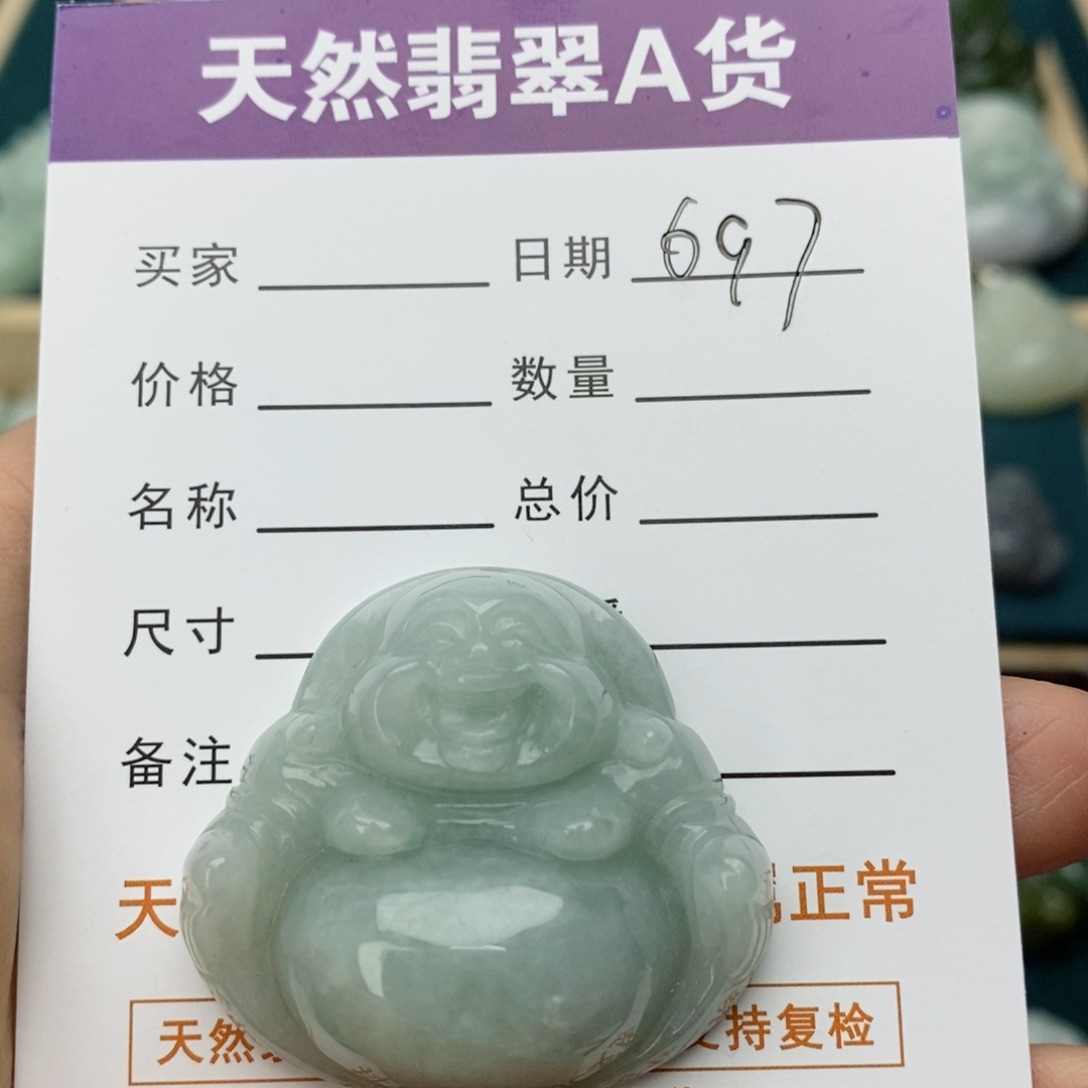 天然翡翠A货
买家 日期 697
价格 数量
名称 总价
尺寸
备注
天 正常
天然 持复检